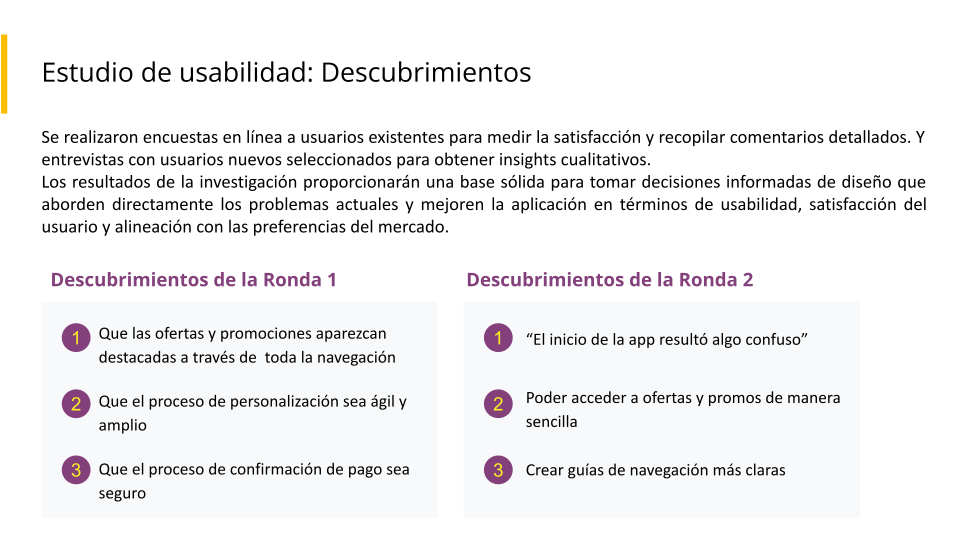 Estudio de usabilidad: Descubrimientos
Se realizaron encuestas en línea a usuarios existentes para medir la satisfacción y recopilar comentarios detallados. Y
entrevistas con usuarios nuevos seleccionados para obtener insights cualitativos.
Los resultados de la investigación proporcionarán una base sólida para tomar decisiones informadas de diseño que
aborden directamente los problemas actuales y mejoren la aplicación en términos de usabilidad, satisfacción del
usuario y alineación con las preferencias del mercado.
Descubrimientos de la Ronda 1
1
Que las ofertas y promociones aparezcan
destacadas a través de toda la navegación
2
Que el proceso de personalización sea ágil y
amplio
3
Que el proceso de confirmación de pago sea
seguro
Descubrimientos de la Ronda 2
1
“El inicio de la app resultó algo confuso”
2
Poder acceder a ofertas y promos de manera
sencilla
3
Crear guías de navegación más claras